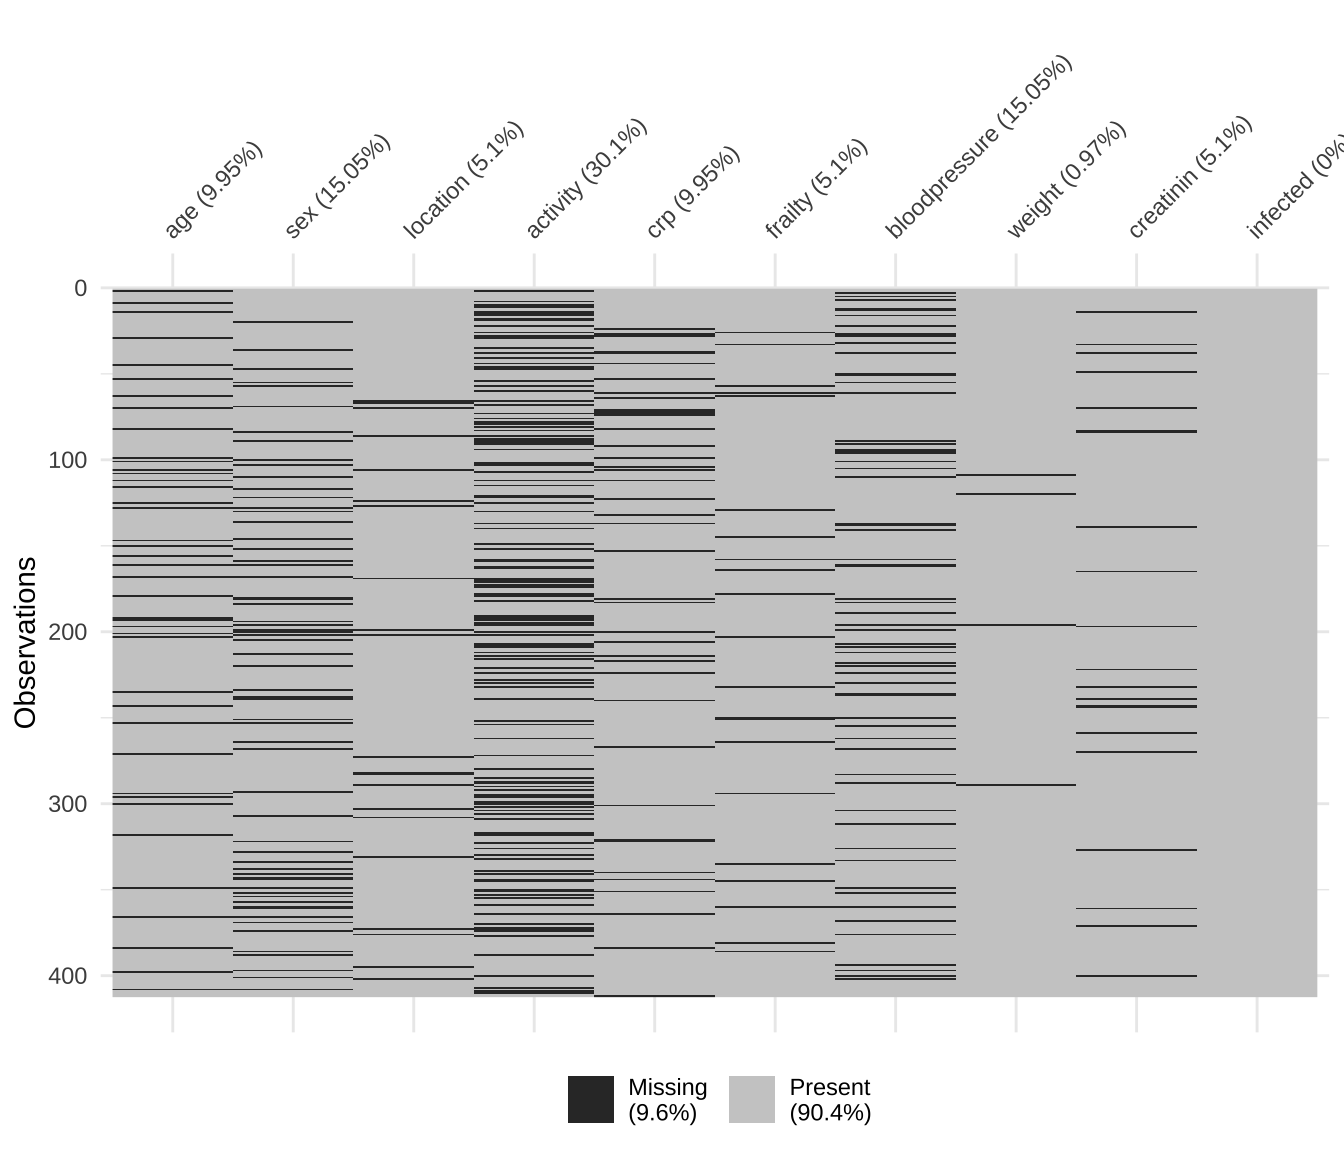 age (9.95%)
sex (15.05%)
location (5.1%)
activity (30.1%)
crp (9.95%)
frailty (5.1%)
bloodpressure (15.05%)
weight (0.97%)
creatinin (5.1%)
infected (0%
0
100
200
300
400
Observations
Missing
(9.6%)
Present
(90.4%)